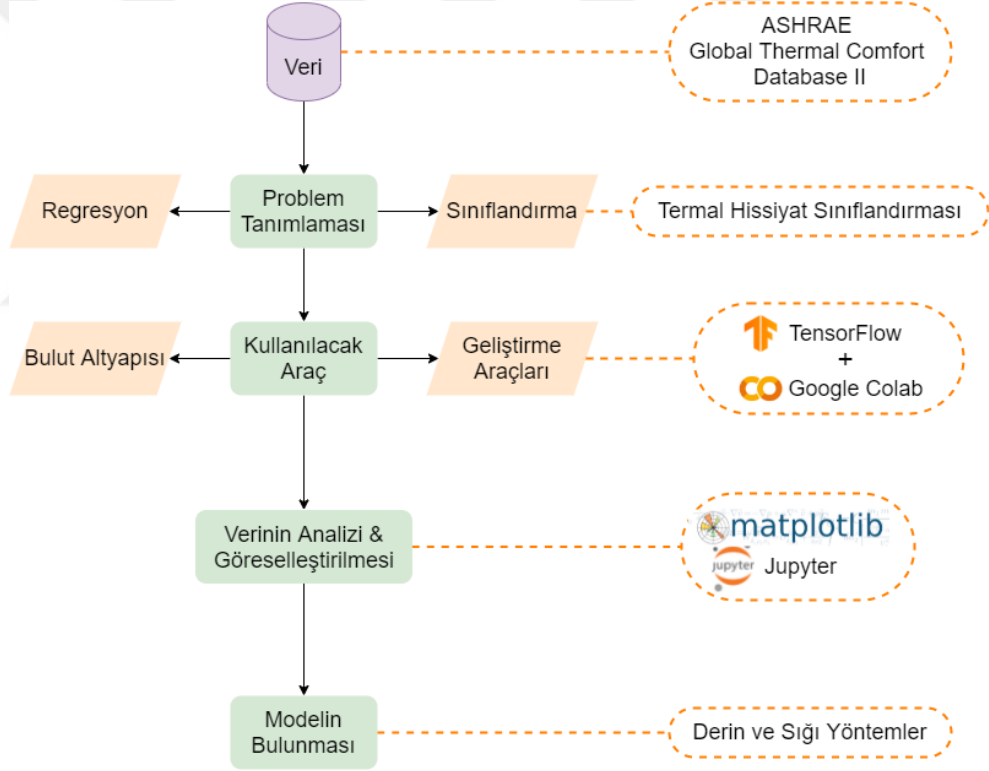 Veri
ASHRAE
Global Thermal Comfort
Database II
Regresyon
Problem
Tanımlaması
Sınıflandırma
Termal Hissiyat Sınıflandırması
Bulut Altyapısı
Kullanılacak
Araç
Geliştirme
Araçları
TensorFlow
+
Google Colab
Verinin Analizi &
Göreselleştirilmesi
matplotlib
jupyter Jupyter
Modelin
Bulunması
Derin ve Sığı Yöntemler